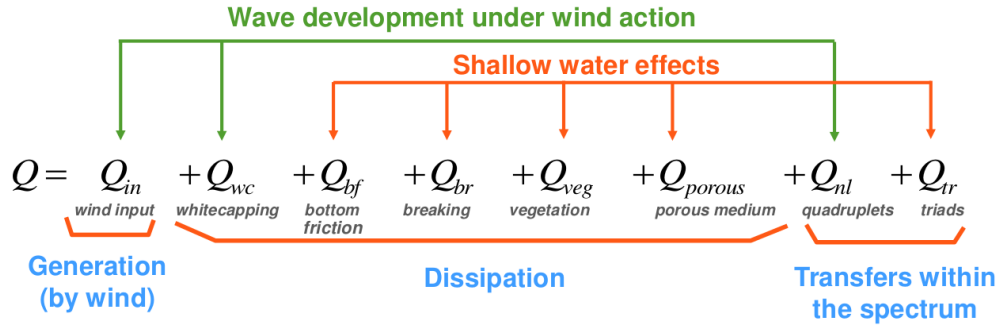 Wave development under wind action
Shallow water effects
Q = Q_in + Q_wc + Q_bf + Q_br + Q_veg + Q_porous + Q_nl + Q_tr
wind input whitecapping bottom breaking vegetation porous medium quadruplets triads
friction
Generation Dissipation Transfers within
(by wind) the spectrum